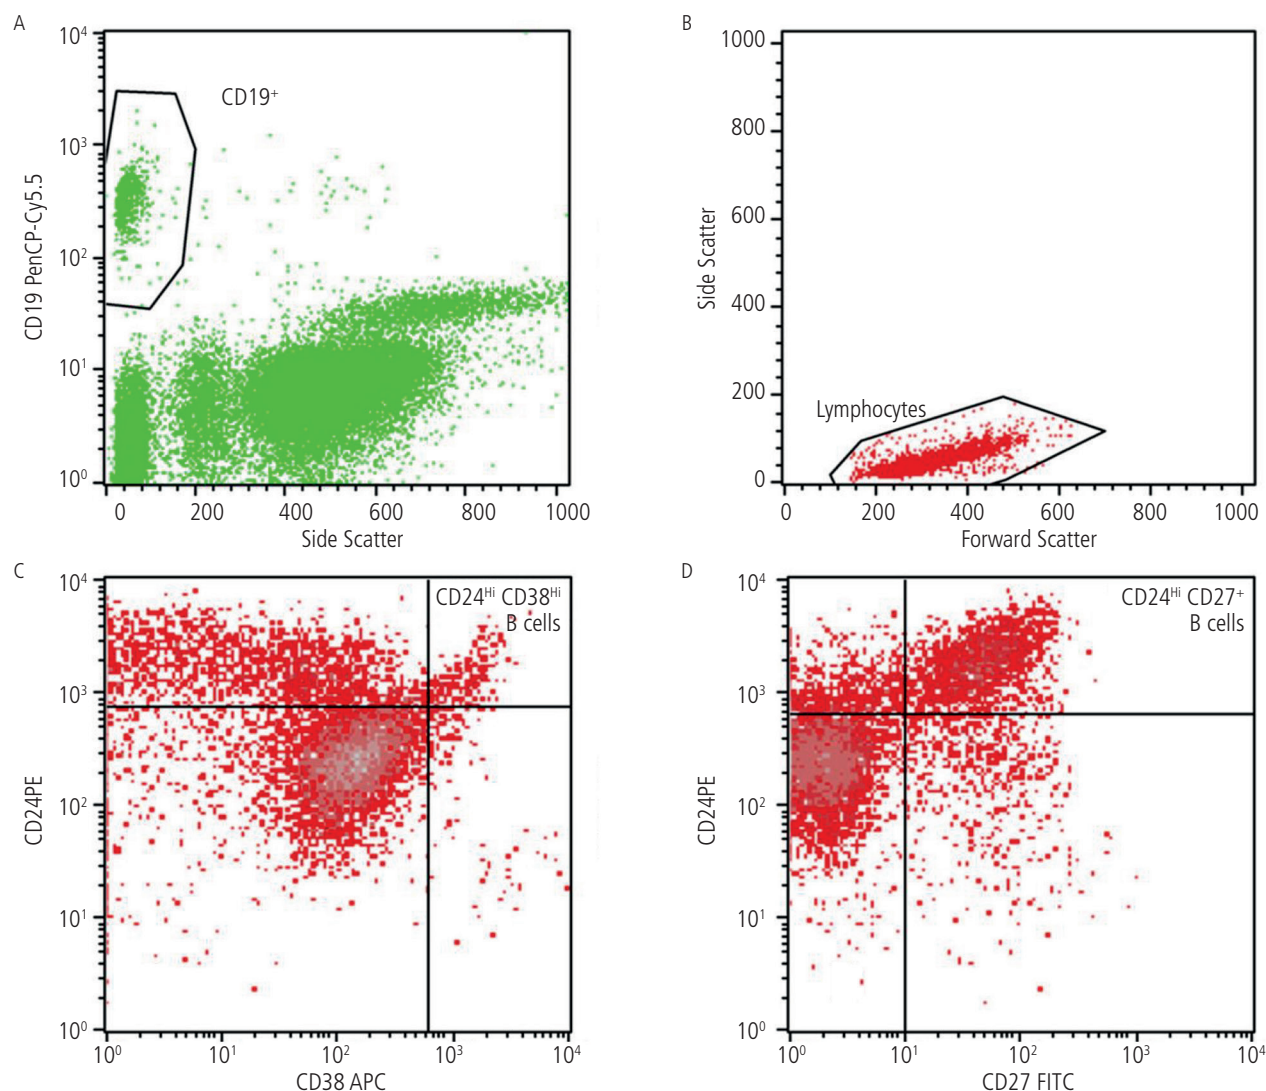 A
10⁴
10³
10²
10¹
10⁰
CD19 PenCP-Cy5.5
CD19⁺
0 200 400 600 800 1000
Side Scatter
B
1000
800
600
400
200
0
Side Scatter
Lymphocytes
0 200 400 600 800 1000
Forward Scatter
C
10⁴
10³
10²
10¹
10⁰
CD24PE
CD24ᴴⁱ CD38ᴴⁱ
B cells
10⁰ 10¹ 10² 10³ 10⁴
CD38 APC
D
10⁴
10³
10²
10¹
10⁰
CD24PE
CD24ᴴⁱ CD27⁺
B cells
10⁰ 10¹ 10² 10³ 10⁴
CD27 FITC